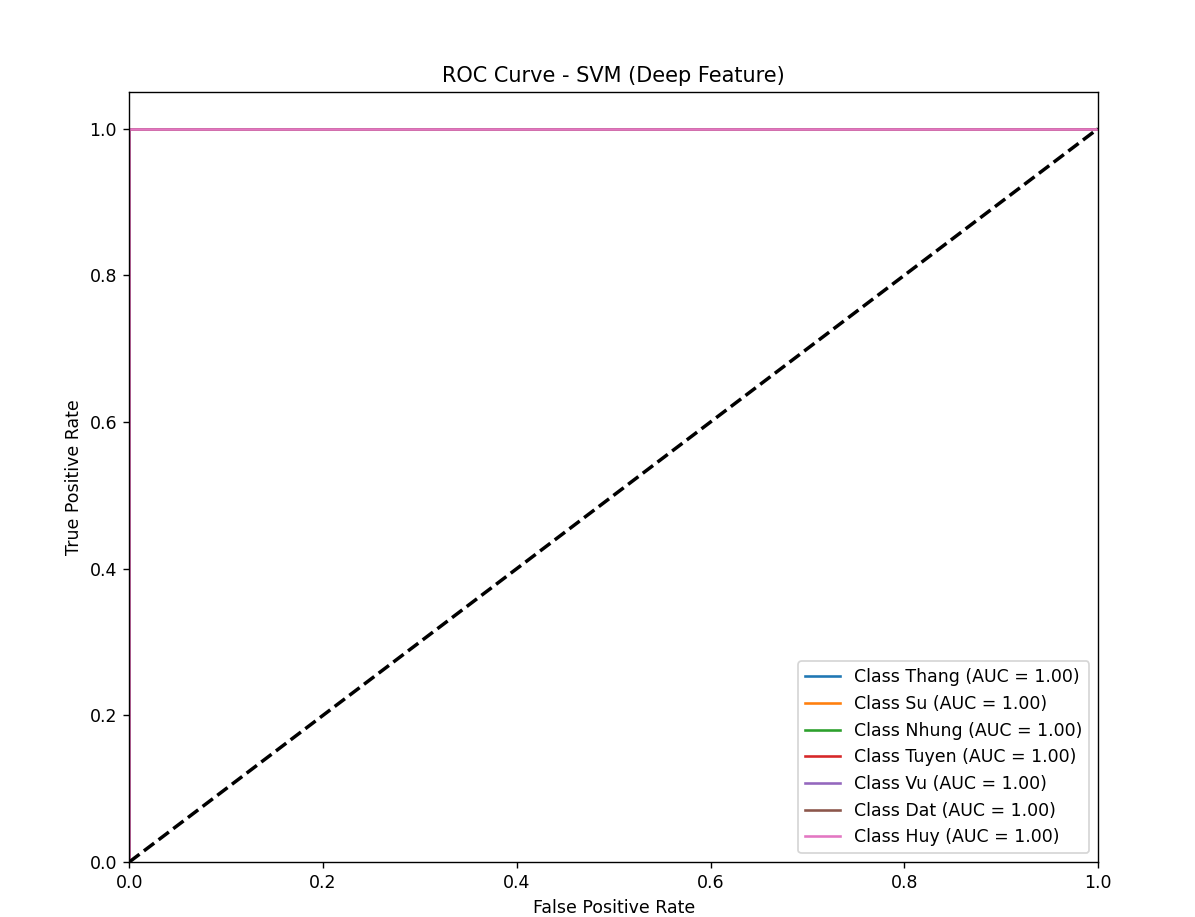 ROC Curve - SVM (Deep Feature)
True Positive Rate
1.0
0.8
0.6
0.4
0.2
0.0
Class Thang (AUC = 1.00)
Class Su (AUC = 1.00)
Class Nhung (AUC = 1.00)
Class Tuyen (AUC = 1.00)
Class Vu (AUC = 1.00)
Class Dat (AUC = 1.00)
Class Huy (AUC = 1.00)
0.0 0.2 0.4 0.6 0.8 1.0
False Positive Rate